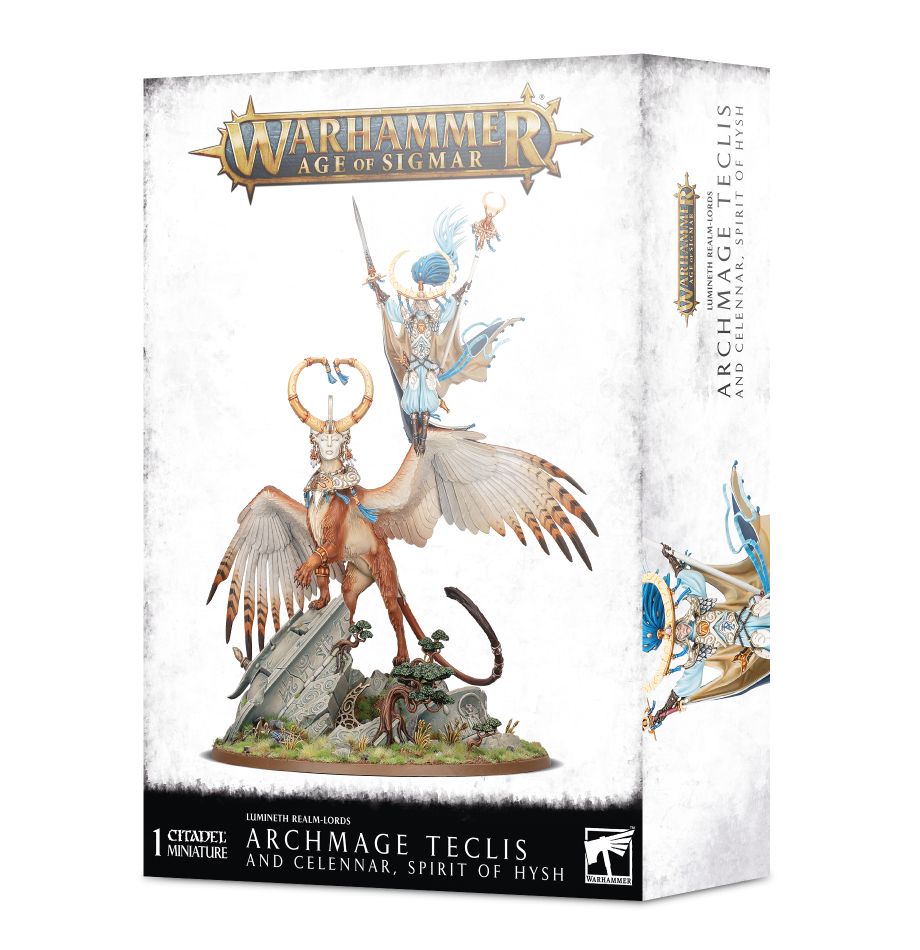 WARHAMMER
AGE OF SIGMAR
LUMINETH REALM-LORDS
ARCHMAGE TECLIS
AND CELENNAR, SPIRIT OF HYSH
1 CITADEL
MINIATURE
WARHAMMER
WARHAMMER
AGE OF SIGMAR
LUMINETH REALM-LORDS
ARCHMAGE TECLIS
AND CELENNAR, SPIRIT OF HYSH